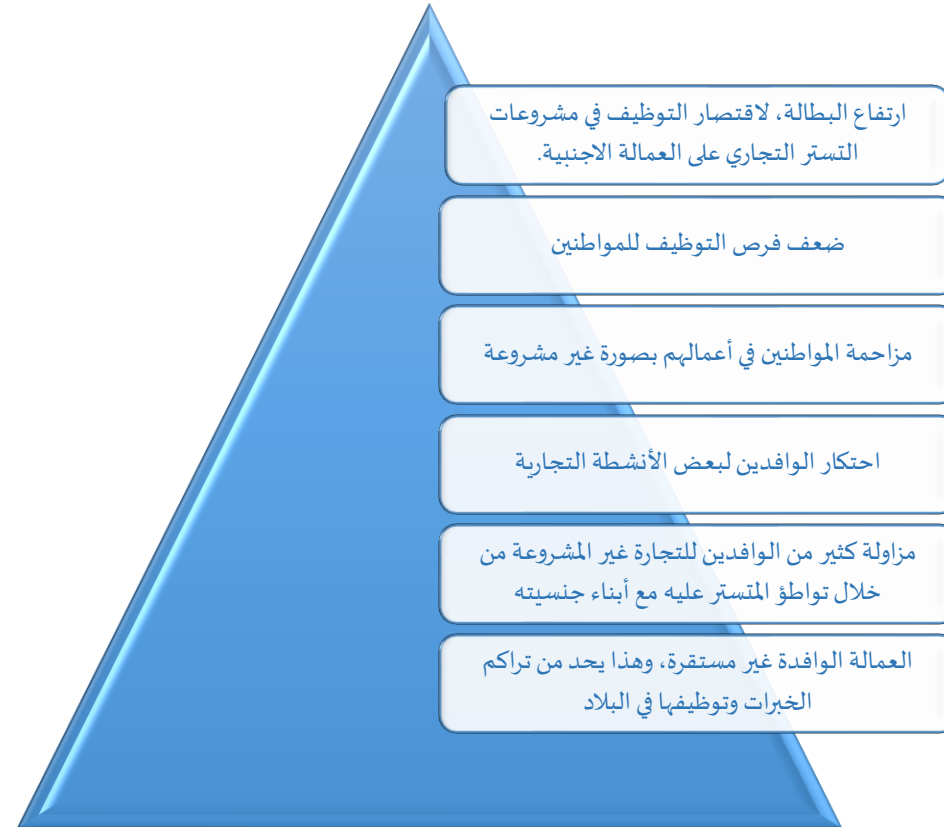 ارتفاع البطالة، لاقتصار التوظيف في مشروعات
التستر التجاري على العمالة الاجنبية.
ضعف فرص التوظيف للمواطنين
مزاحمة المواطنين في أعمالهم بصورة غير مشروعة
احتكار الوافدين لبعض الأنشطة التجارية
مزاولة كثير من الوافدين للتجارة غير المشروعة من
خلال تواطؤ المتستر عليه مع أبناء جنسيته
العمالة الوافدة غير مستقرة، وهذا يحد من تراكم
الخبرات وتوظيفها في البلاد